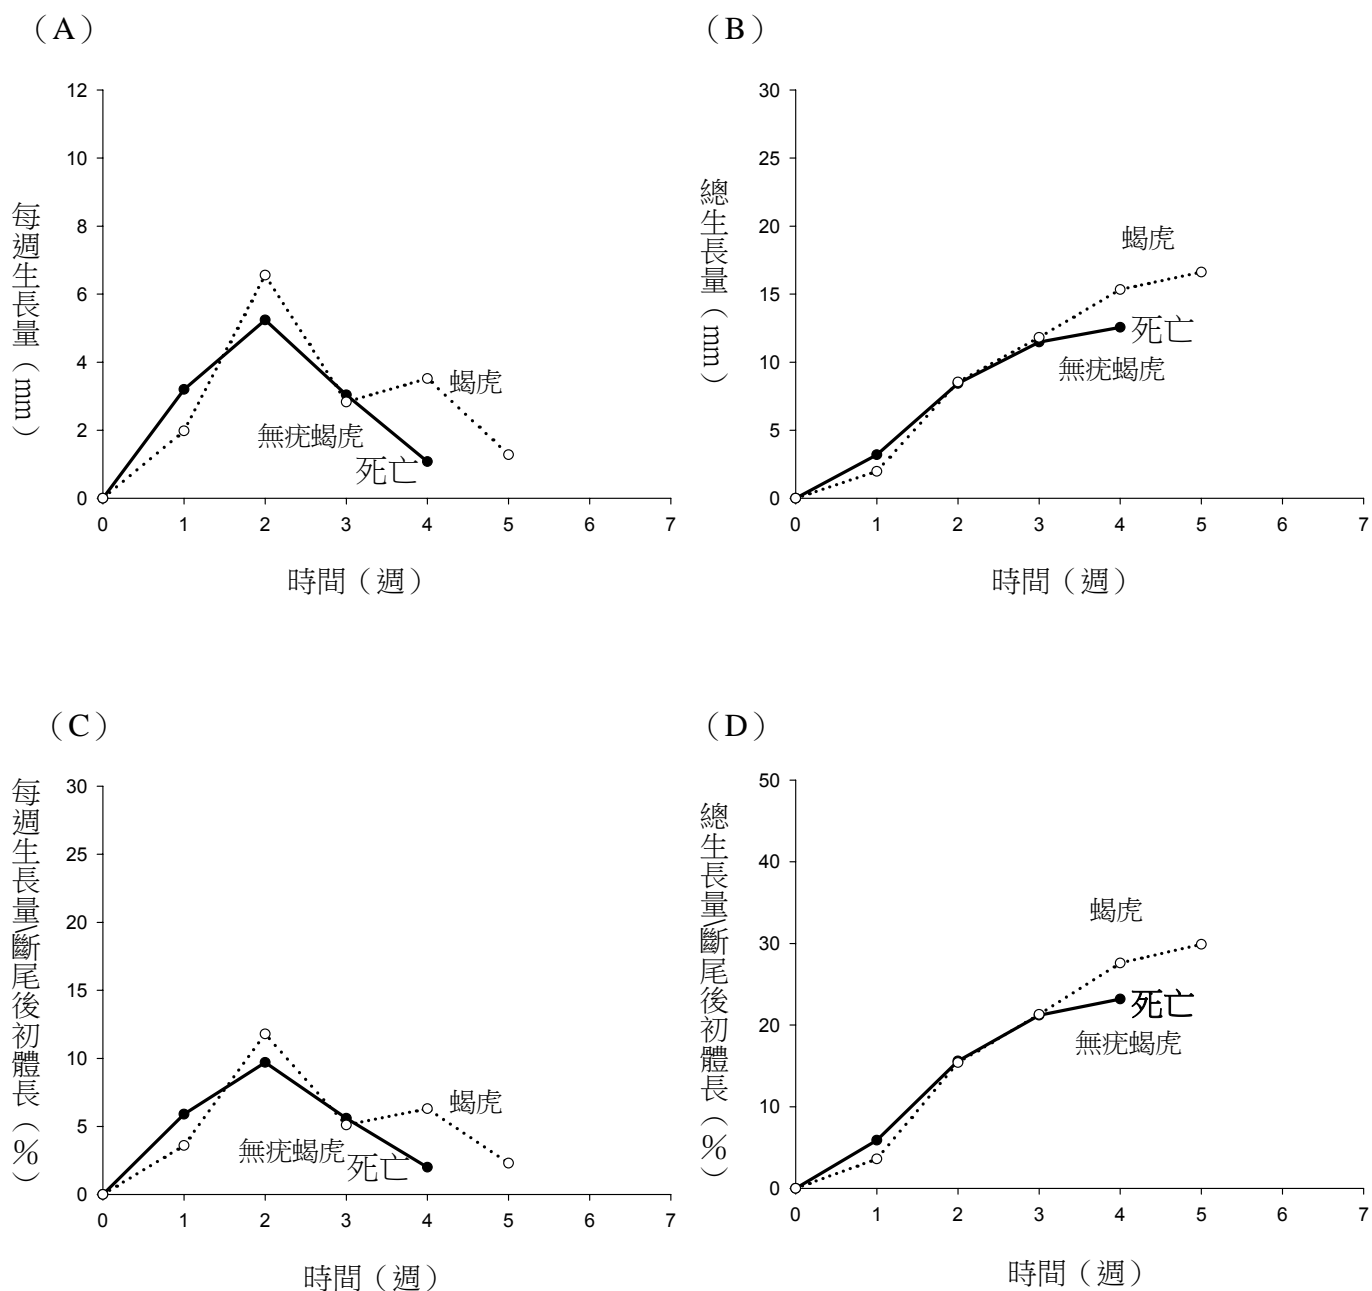 （A）
12
10
8
6
4
2
0
每週生長量（mm）
蝎虎
無疣蝎虎
死亡
0 1 2 3 4 5 6 7
時間（週）
（B）
30
25
20
15
10
5
0
總生長量（mm）
蝎虎
死亡
無疣蝎虎
0 1 2 3 4 5 6 7
時間（週）
（C）
30
25
20
15
10
5
0
每週生長量\斷尾後初體長（%）
蝎虎
無疣蝎虎
死亡
0 1 2 3 4 5 6 7
時間（週）
（D）
50
40
30
20
10
0
總生長量\斷尾後初體長（%）
蝎虎
死亡
無疣蝎虎
0 1 2 3 4 5 6 7
時間（週）